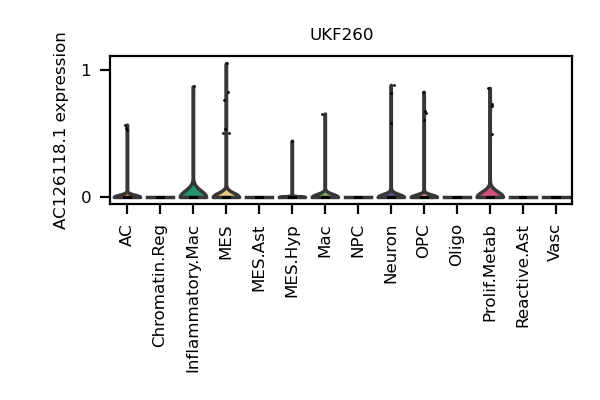 UKF260
AC126118.1 expression
1
0
AC
Chromatin.Reg
Inflammatory.Mac
MES
MES.Ast
MES.Hyp
Mac
NPC
Neuron
OPC
Oligo
Prolif.Metab
Reactive.Ast
Vasc